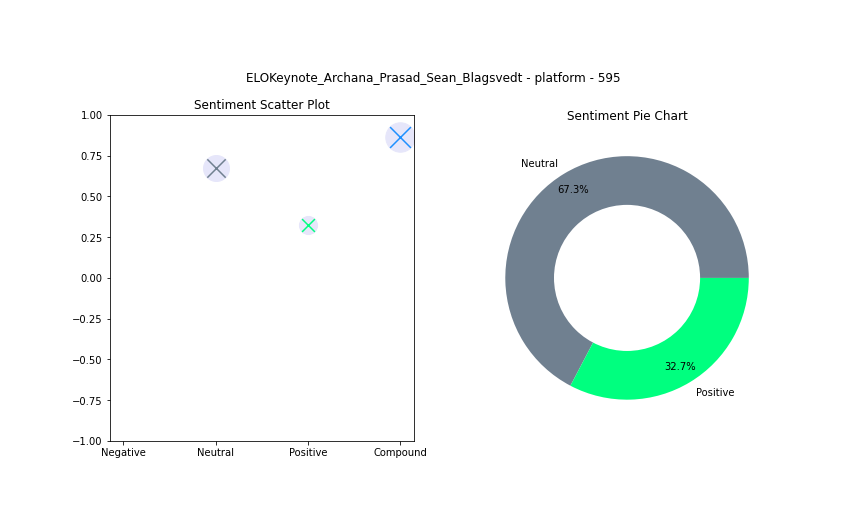 ELOKeynote_Archana_Prasad_Sean_Blagsvedt - platform - 595
Sentiment Scatter Plot
1.00
0.75
0.50
0.25
0.00
−0.25
−0.50
−0.75
−1.00
Negative
Neutral
Positive
Compound
Sentiment Pie Chart
Neutral
67.3%
32.7%
Positive